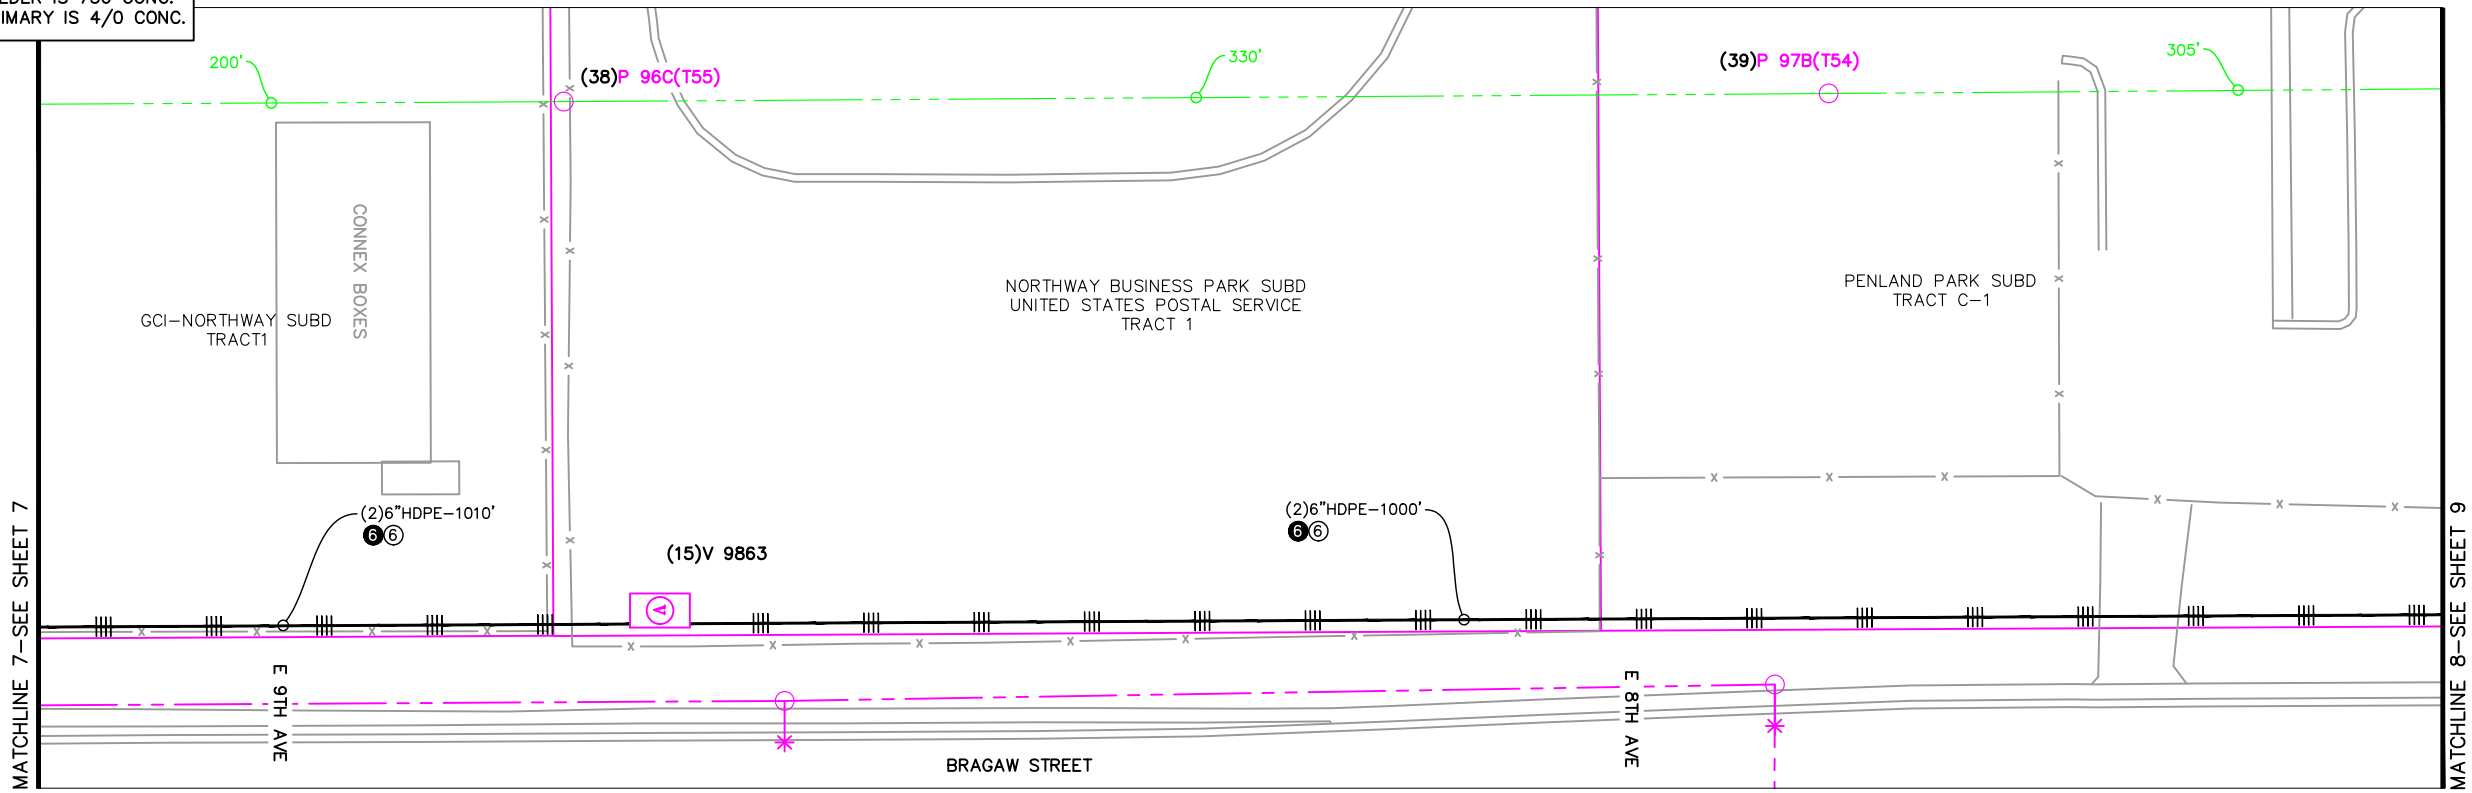 IMARY IS 4/0 CONC.
200'
(38)P 96C(T55)
330'
(39)P 97B(T54)
305'
CONNEX BOXES
GCI-NORTHWAY SUBD
TRACT1
NORTHWAY BUSINESS PARK SUBD
UNITED STATES POSTAL SERVICE
TRACT 1
PENLAND PARK SUBD
TRACT C-1
(2)6"HDPE-1010'
6 6
(15)V 9863
A
(2)6"HDPE-1000'
6 6
E 9TH AVE
E 8TH AVE
BRAGAW STREET
MATCHLINE 7-SEE SHEET 7
MATCHLINE 8-SEE SHEET 9